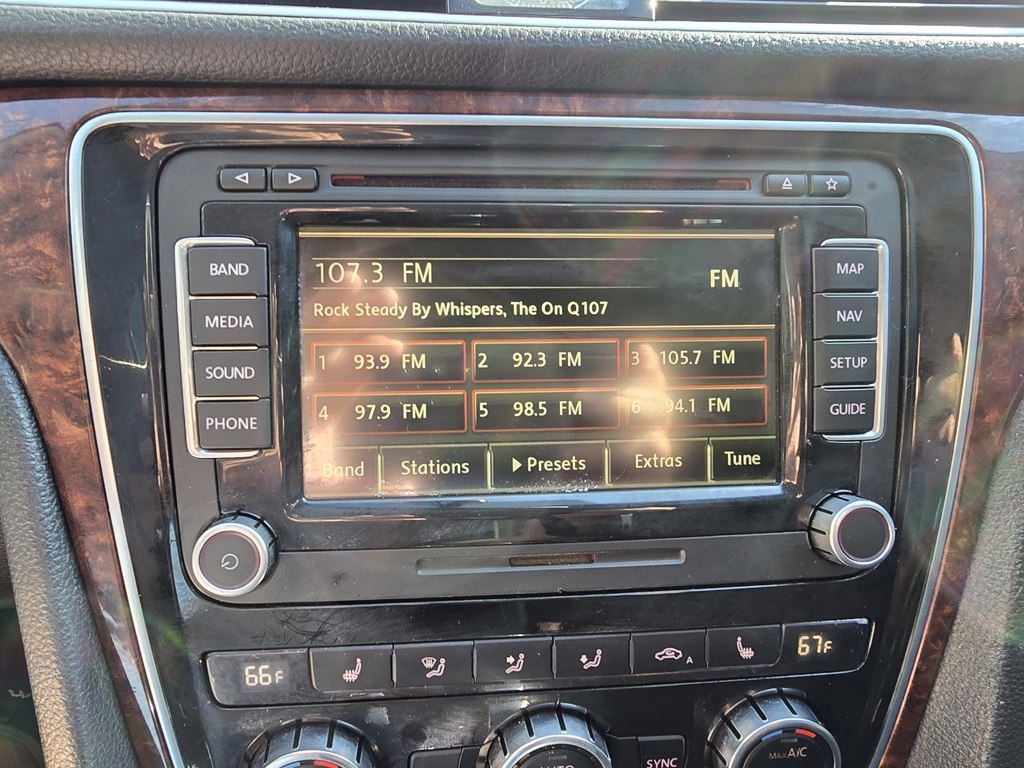 107.3 FM FM
Rock Steady By Whispers, The On Q107
1 93.9 FM 2 92.3 FM 3 105.7 FM
4 97.9 FM 5 98.5 FM 6 94.1 FM
Band Stations Presets Extras Tune
BAND
MEDIA
SOUND
PHONE
MAP
NAV
SETUP
GUIDE
66F A 67F
AUTO SYNC MAX A/C